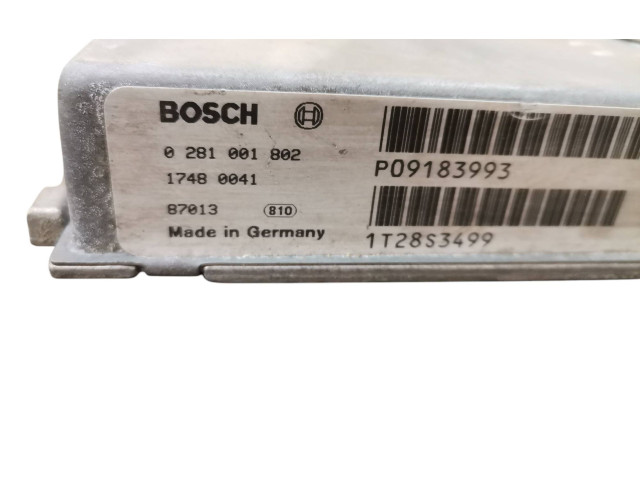 BOSCH
0 281 001 802
1748 0041
87013 810
Made in Germany
P09183993
1T28S3499